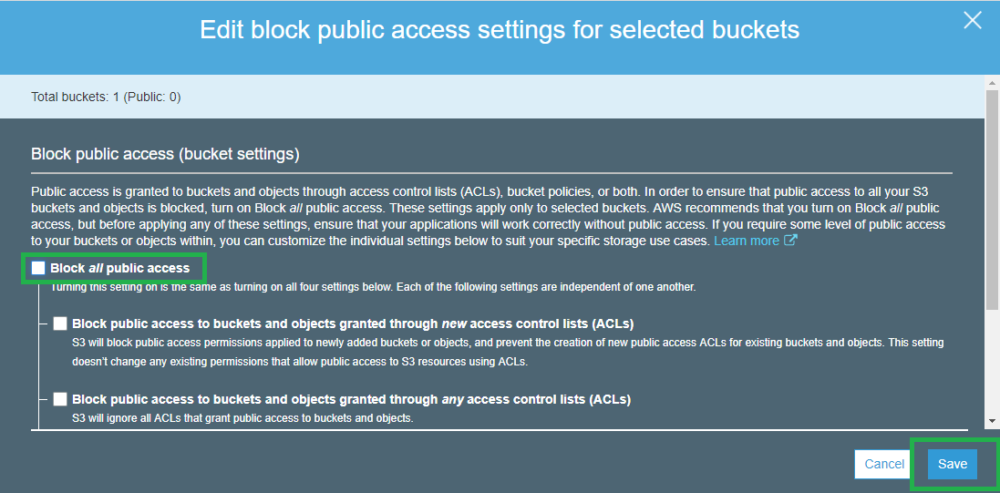 Edit block public access settings for selected buckets
Total buckets: 1 (Public: 0)
Block public access (bucket settings)
Public access is granted to buckets and objects through access control lists (ACLs), bucket policies, or both. In order to ensure that public access to all your S3
buckets and objects is blocked, turn on Block all public access. These settings apply only to selected buckets. AWS recommends that you turn on Block all public
access, but before applying any of these settings, ensure that your applications will work correctly without public access. If you require some level of public access
to your buckets or objects within, you can customize the individual settings below to suit your specific storage use cases. Learn more
Block all public access
Turning this setting on is the same as turning on all four settings below. Each of the following settings are independent of one another.
Block public access to buckets and objects granted through new access control lists (ACLs)
S3 will block public access permissions applied to newly added buckets or objects, and prevent the creation of new public access ACLs for existing buckets and objects. This setting
doesn't change any existing permissions that allow public access to S3 resources using ACLs.
Block public access to buckets and objects granted through any access control lists (ACLs)
S3 will ignore all ACLs that grant public access to buckets and objects.
Cancel
Save